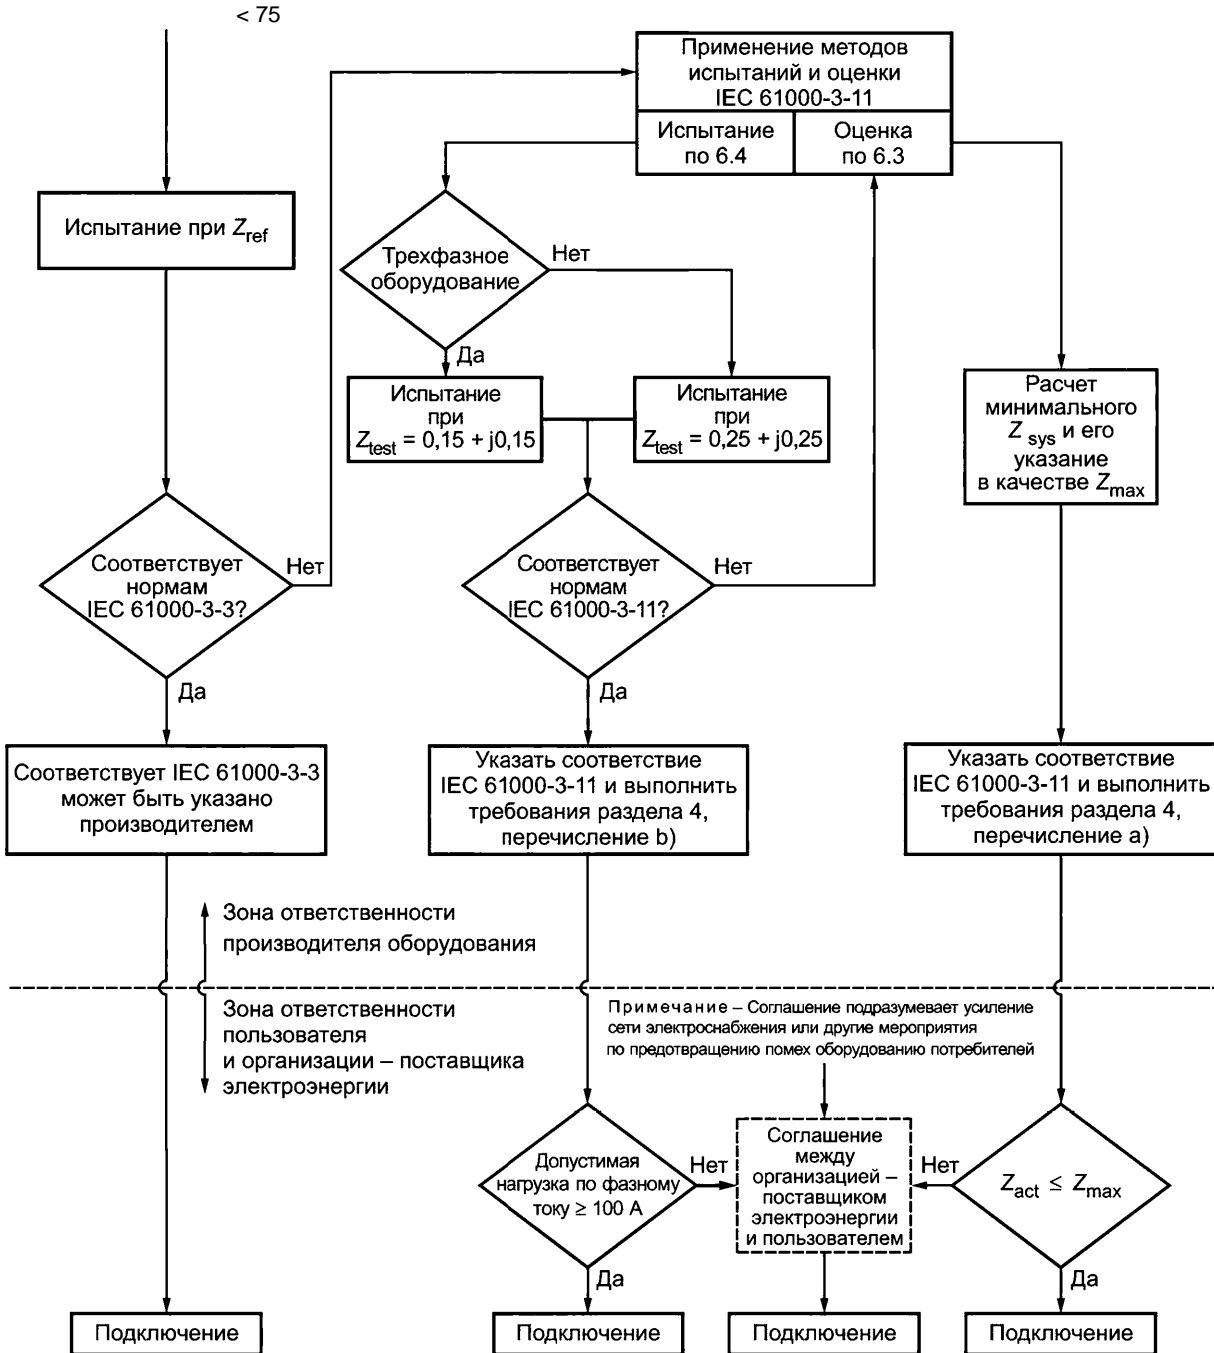 < 75
Применение методов
испытаний и оценки
IEC 61000-3-11
Испытание
по 6.4
Оценка
по 6.3
Испытание при Zref
Трехфазное
оборудование
Нет
Да
Испытание
при
Ztest = 0,15 + j0,15
Испытание
при
Ztest = 0,25 + j0,25
Расчет
минимального
Z sys и его
указание
в качестве Zmax
Соответствует
нормам
IEC 61000-3-3?
Нет
Да
Соответствует
нормам
IEC 61000-3-11?
Нет
Да
Соответствует IEC 61000-3-3
может быть указано
производителем
Указать соответствие
IEC 61000-3-11 и выполнить
требования раздела 4,
перечисление b)
Указать соответствие
IEC 61000-3-11 и выполнить
требования раздела 4,
перечисление а)
Зона ответственности
производителя оборудования
Зона ответственности
пользователя
и организации – поставщика
электроэнергии
Примечание – Соглашение подразумевает усиление
сети электроснабжения или другие мероприятия
по предотвращению помех оборудованию потребителей
Допустимая
нагрузка по фазному
току ≥ 100 А
Нет
Да
Соглашение
между
организацией –
поставщиком
электроэнергии
и пользователем
Нет
Zact ≤ Zmax
Да
Подключение
Подключение
Подключение
Подключение